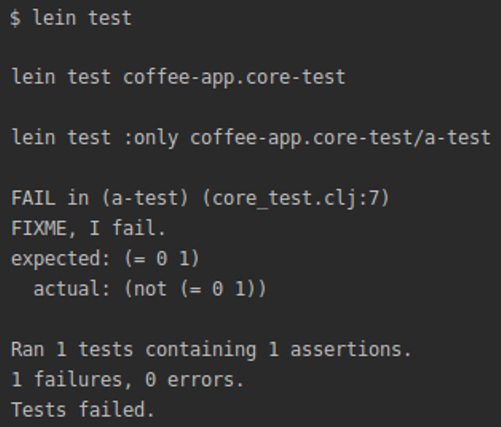 $ lein test
lein test coffee-app.core-test
lein test :only coffee-app.core-test/a-test
FAIL in (a-test) (core_test.clj:7)
FIXME, I fail.
expected: (= 0 1)
  actual: (not (= 0 1))
Ran 1 tests containing 1 assertions.
1 failures, 0 errors.
Tests failed.